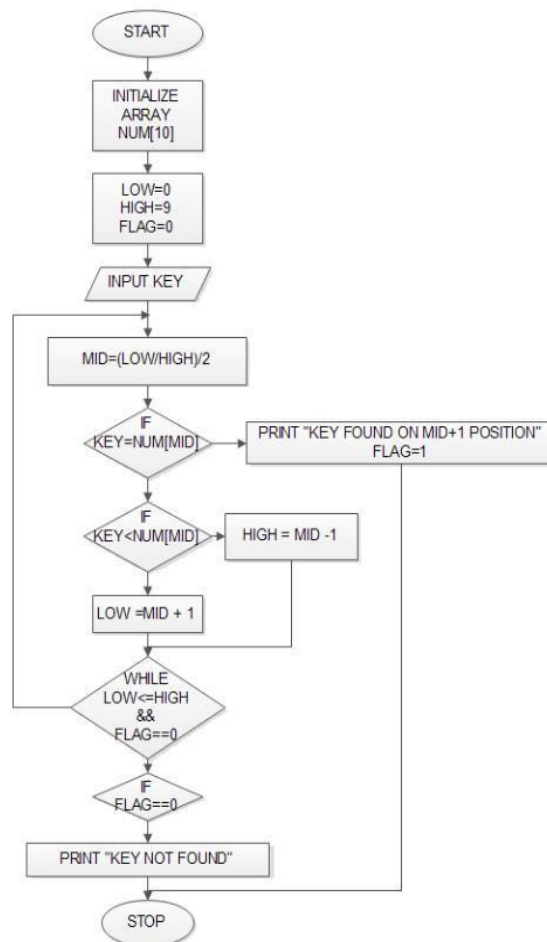 START
INITIALIZE
ARRAY
NUM[10]
LOW=0
HIGH=9
FLAG=0
INPUT KEY
MID=(LOW/HIGH)/2
IF
KEY=NUM[MID]
PRINT "KEY FOUND ON MID+1 POSITION"
FLAG=1
IF
KEY<NUM[MID]
HIGH = MID -1
LOW =MID + 1
WHILE
LOW<=HIGH
&&
FLAG==0
IF
FLAG==0
PRINT "KEY NOT FOUND"
STOP